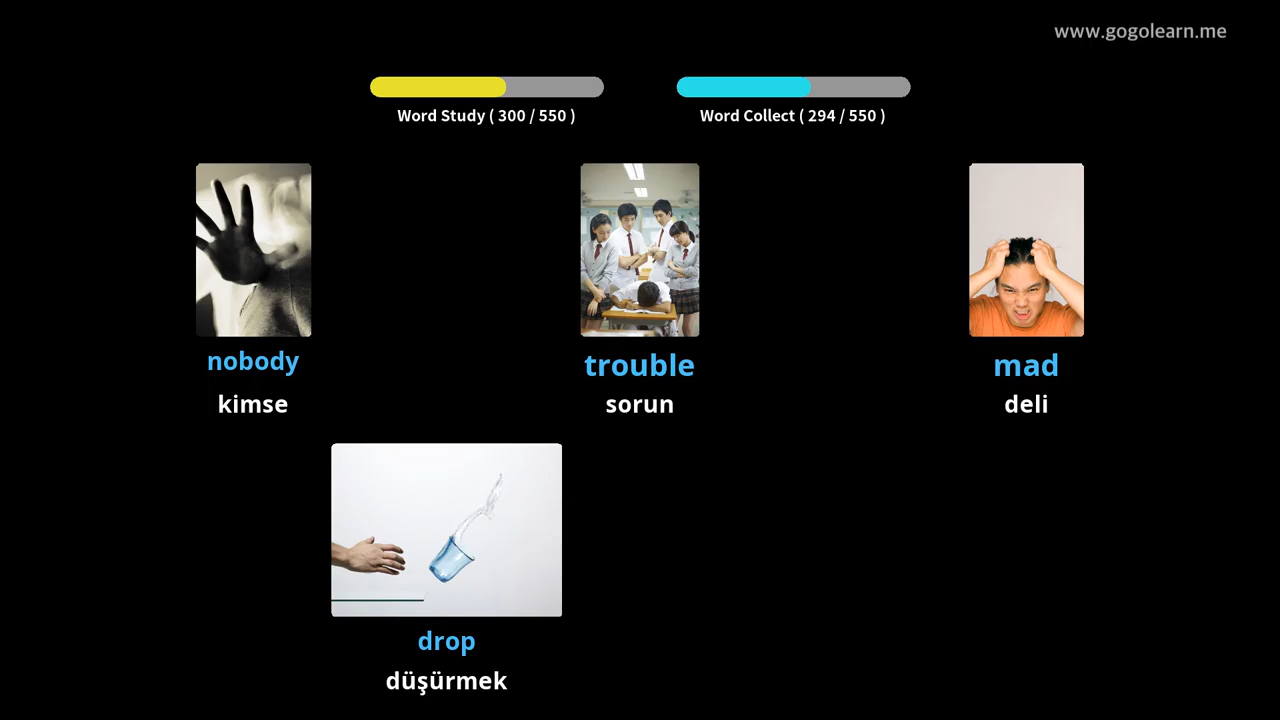 www.gogolearn.me
Word Study ( 300 / 550 )
Word Collect ( 294 / 550 )
nobody
kimse
trouble
sorun
mad
deli
drop
düşürmek